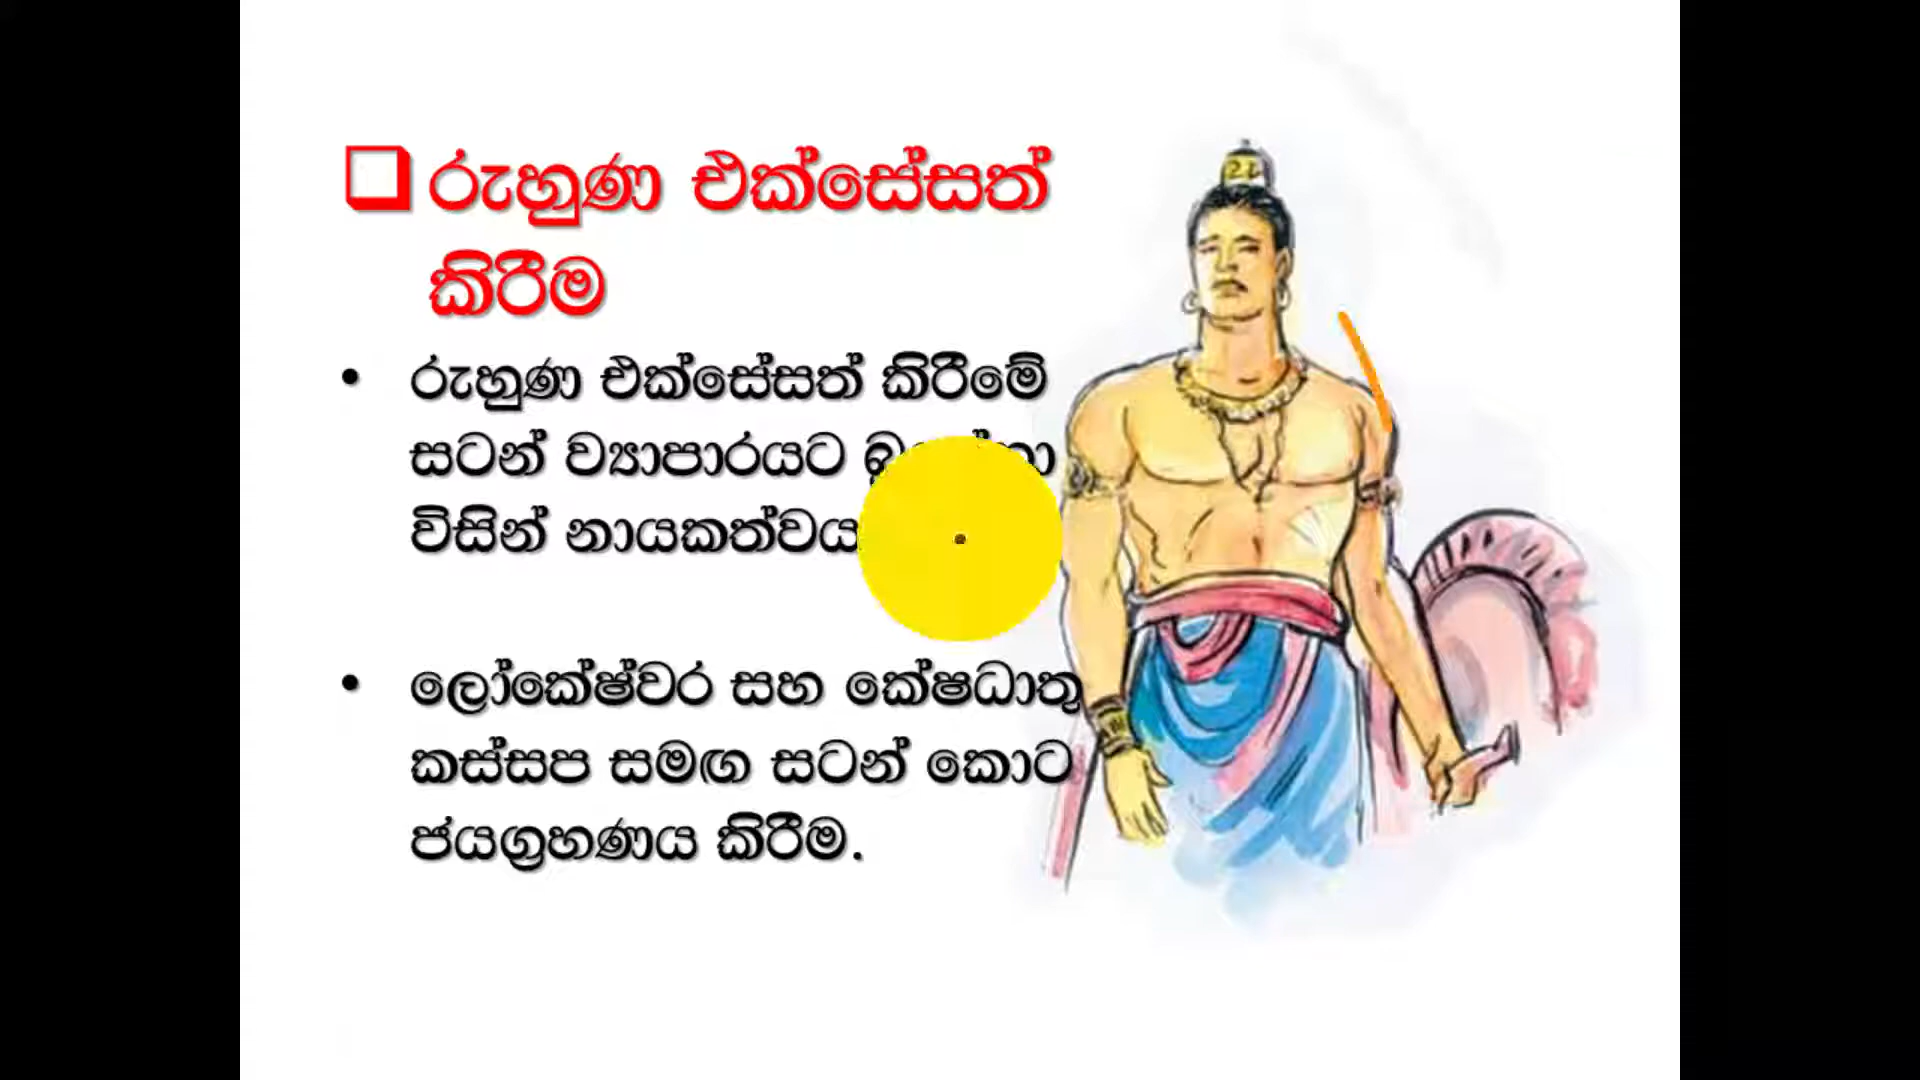 රුහුණ එක්සේසත්
කිරීම
රුහුණ එක්සේසත් කිරීමේ
සටන් ව්‍යාපාරයට
විසින් නායකත්වය
ලෝකේෂ්වර සහ කේෂධාතු
කස්සප සමඟ සටන් කොට
ජයග්‍රහණය කිරීම.